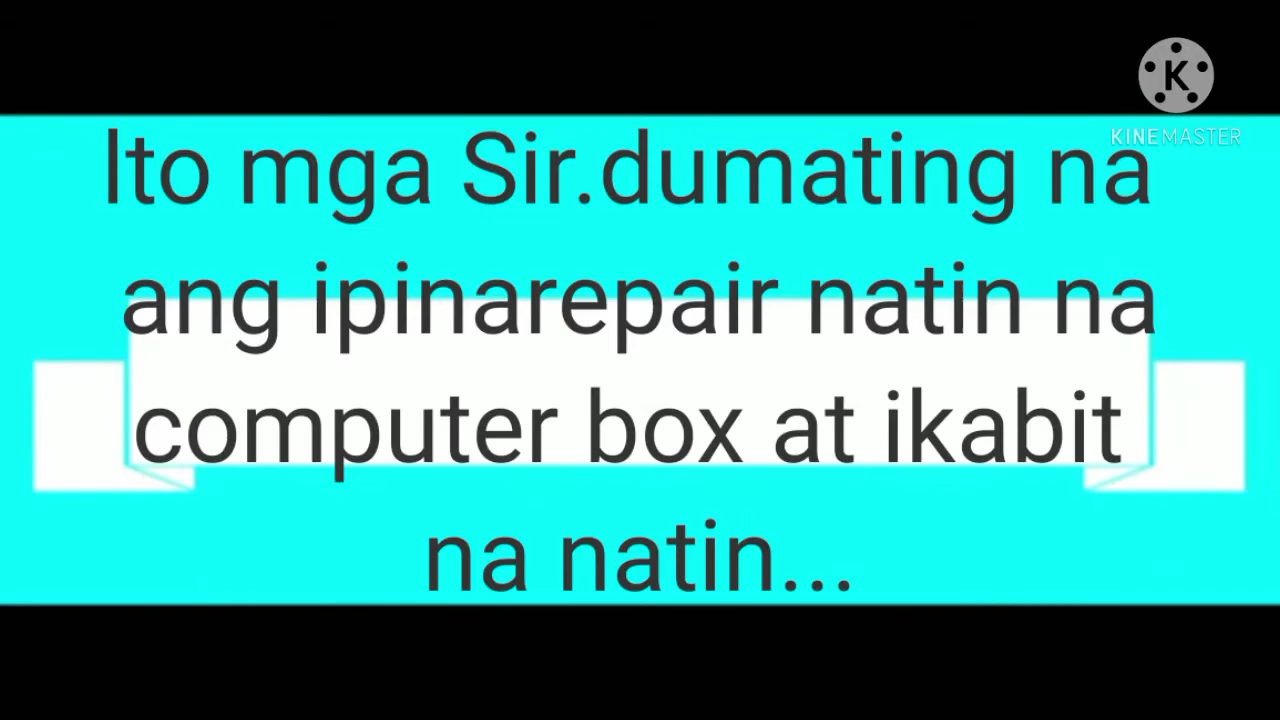 K
KINEMASTER
Ito mga Sir.dumating na
ang ipinarepair natin na
computer box at ikabit
na natin...